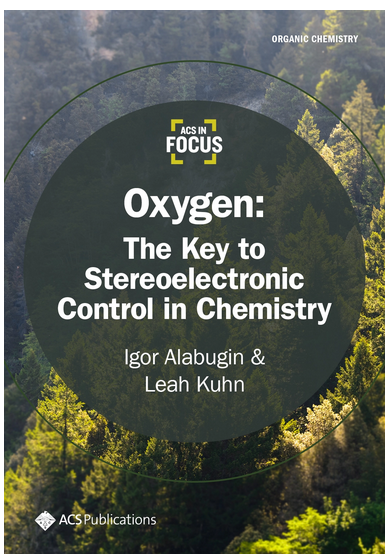 ORGANIC CHEMISTRY
ACS IN
FOCUS
Oxygen:
The Key to
Stereoelectronic
Control in Chemistry
Igor Alabugin &
Leah Kuhn
ACS Publications